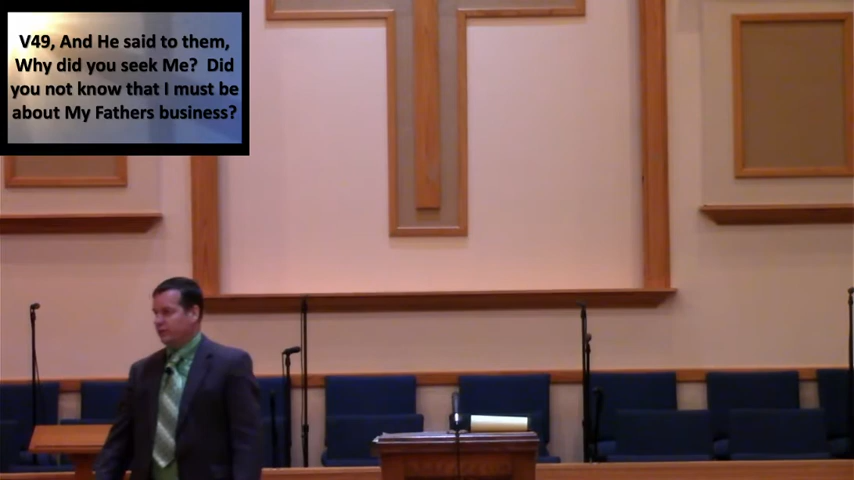 V49, And He said to them,
Why did you seek Me? Did
you not know that I must be
about My Fathers business?